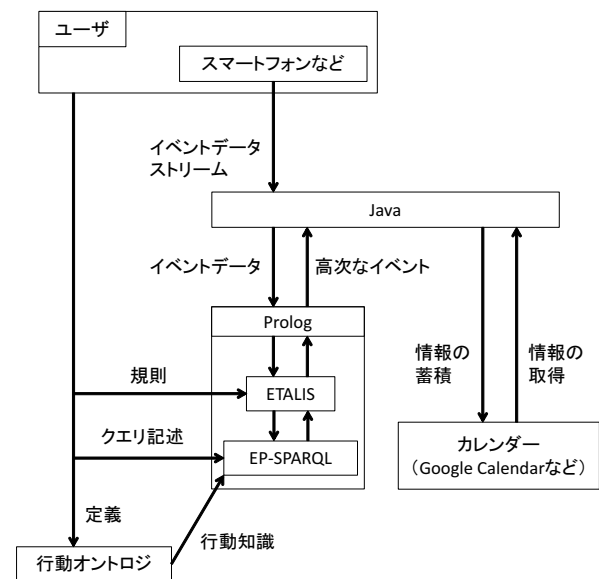 ユーザ
スマートフォンなど
イベントデータ
ストリーム
Java
イベントデータ
高次なイベント
Prolog
情報の
蓄積
情報の
取得
規則
ETALIS
クエリ記述
EP-SPARQL
カレンダー
（Google Calendarなど）
定義
行動知識
行動オントロジ